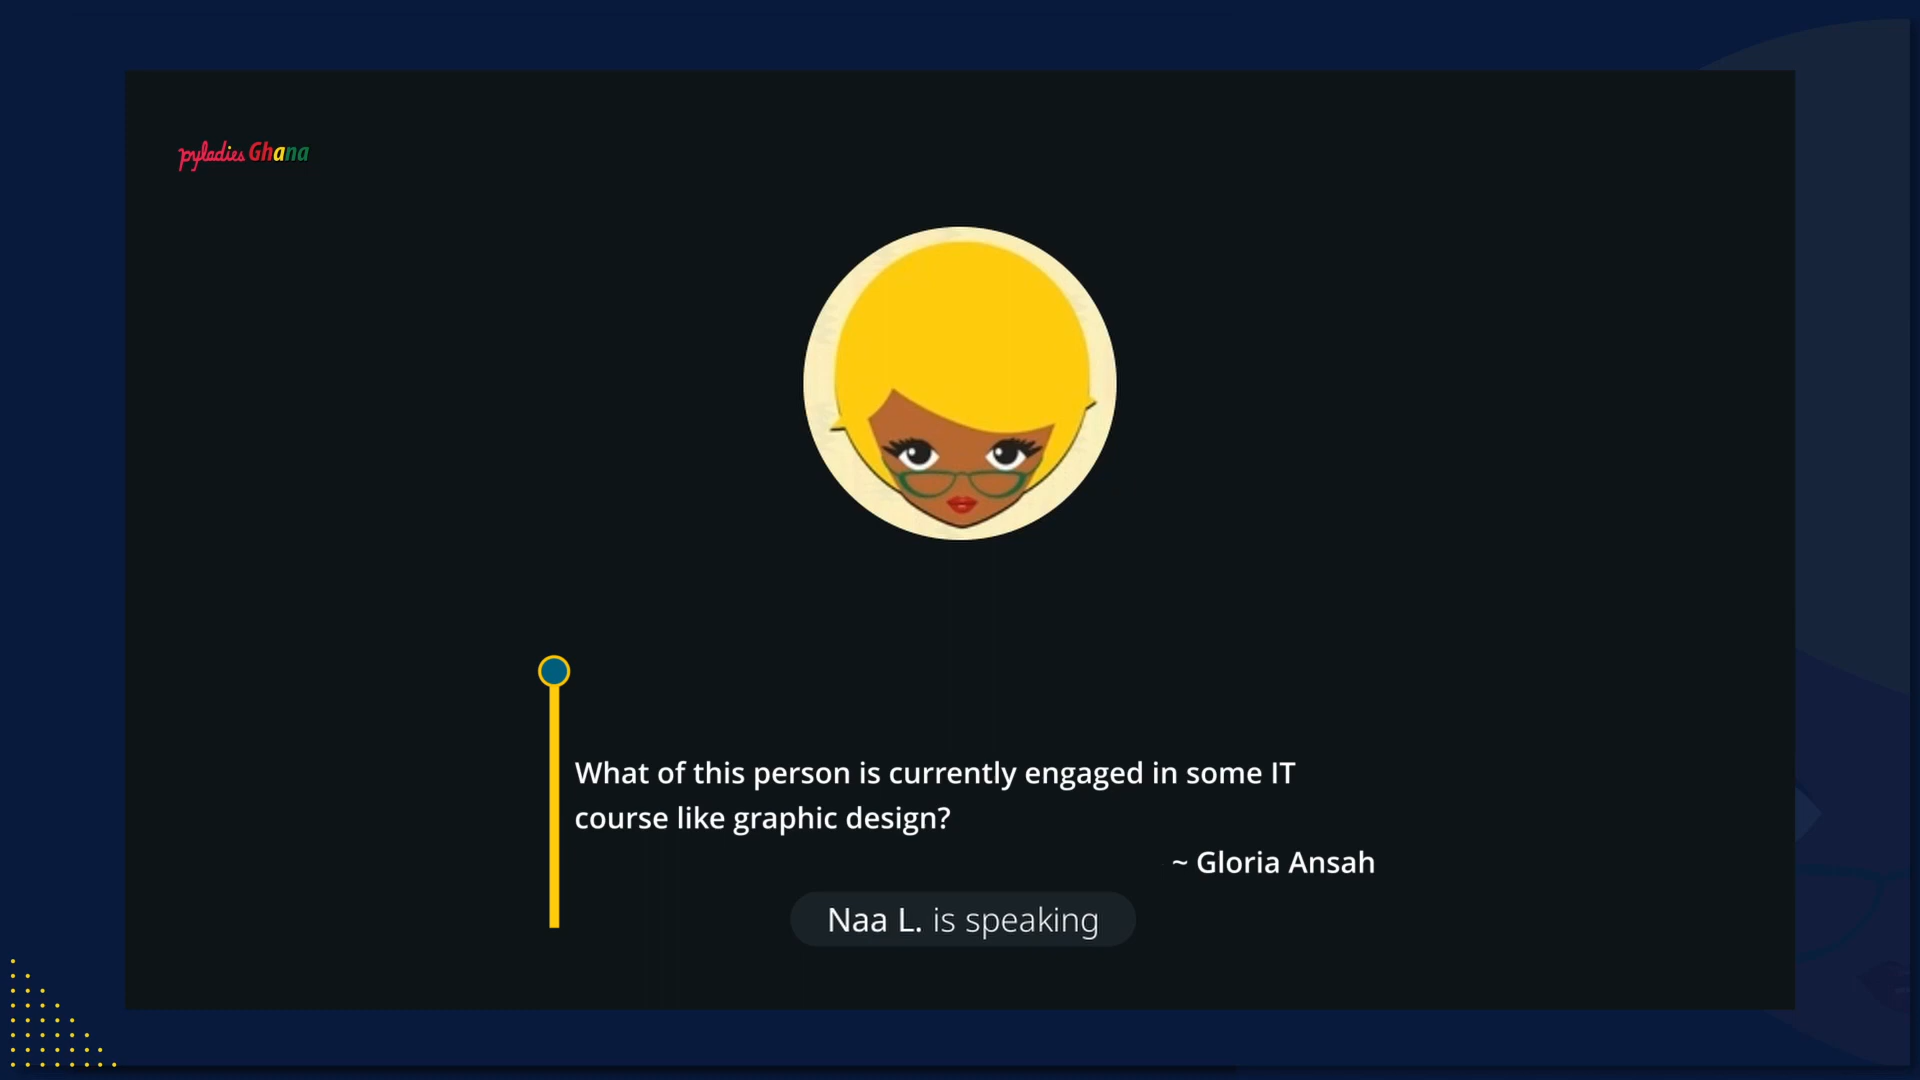 pyladies Ghana
What of this person is currently engaged in some IT
course like graphic design?
~ Gloria Ansah
Naa L. is speaking